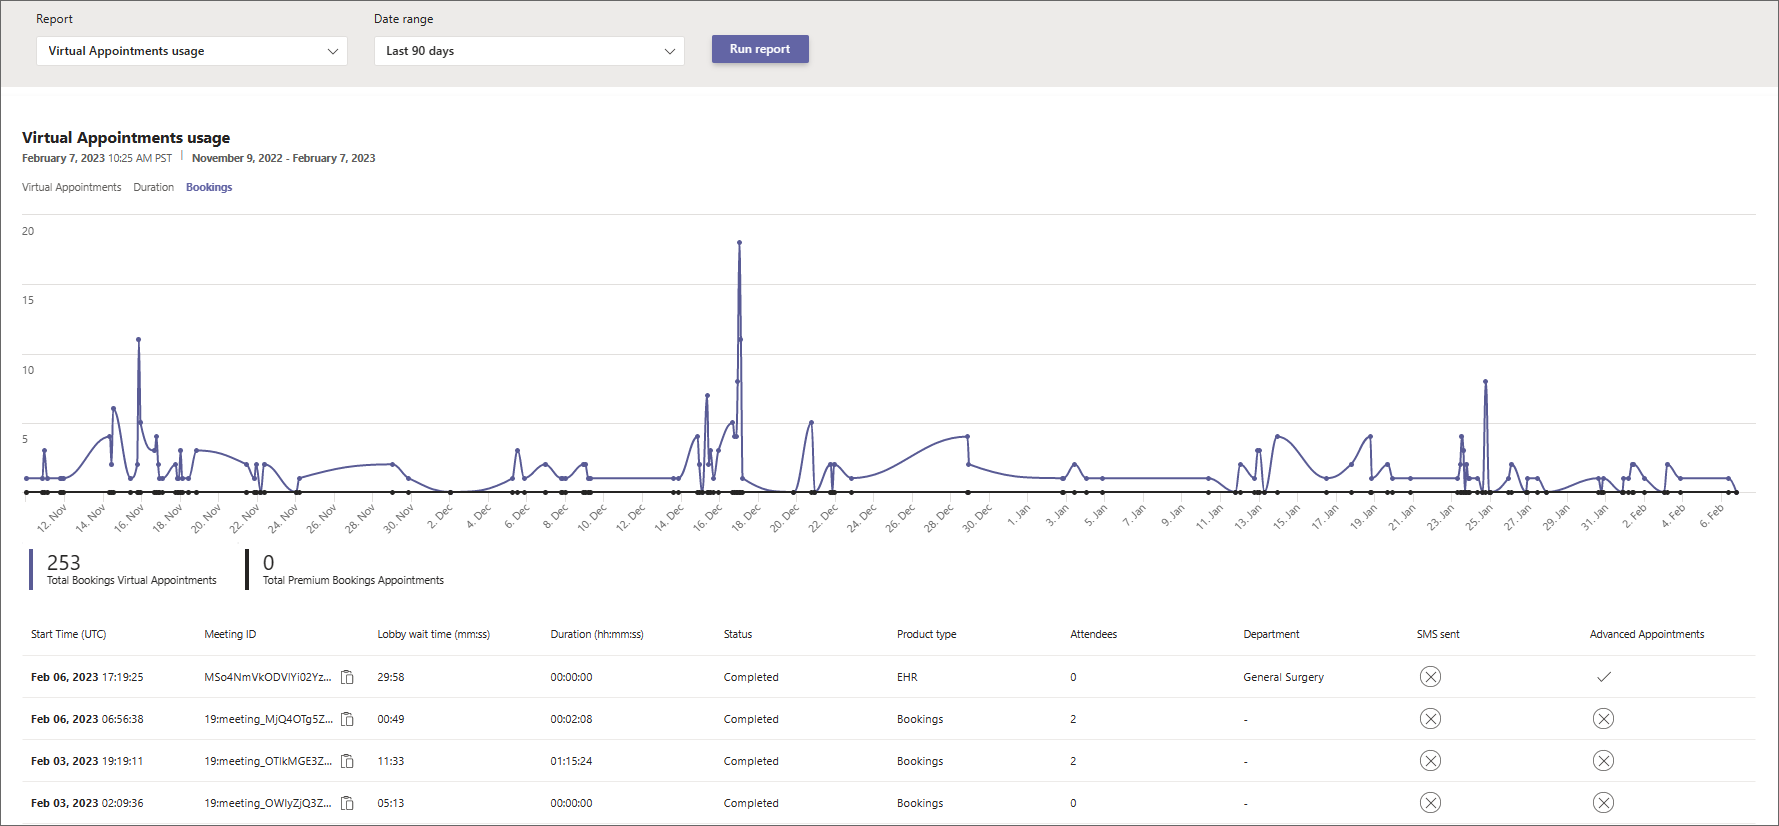 Report
Date range
Virtual Appointments usage
Last 90 days
Run report
Virtual Appointments usage
February 7, 2023 10:25 AM PST | November 9, 2022 - February 7, 2023
Virtual Appointments Duration Bookings
20
15
10
5
12. Nov 14. Nov 16. Nov 18. Nov 20. Nov 22. Nov 24. Nov 26. Nov 28. Nov 30. Nov 2. Dec 4. Dec 6. Dec 8. Dec 10. Dec 12. Dec 14. Dec 16. Dec 18. Dec 20. Dec 22. Dec 24. Dec 26. Dec 28. Dec 30. Dec 1. Jan 3. Jan 5. Jan 7. Jan 9. Jan 11. Jan 13. Jan 15. Jan 17. Jan 19. Jan 21. Jan 23. Jan 25. Jan 27. Jan 29. Jan 31. Jan 2. Feb 4. Feb 6. Feb
253 0
Total Bookings Virtual Appointments Total Premium Bookings Appointments
Start Time (UTC) Meeting ID Lobby wait time (mm:ss) Duration (hh:mm:ss) Status Product type Attendees Department SMS sent Advanced Appointments
Feb 06, 2023 17:19:25 MSo4NmVkODVlYi02Yz... 29:58 00:00:00 Completed EHR 0 General Surgery
Feb 06, 2023 06:56:38 19:meeting_MjQ4OTg5Z... 00:49 00:02:08 Completed Bookings 2 -
Feb 03, 2023 19:19:11 19:meeting_OTlkMGE3Z... 11:33 01:15:24 Completed Bookings 2 -
Feb 03, 2023 02:09:36 19:meeting_OWIyZjQ3Z... 05:13 00:00:00 Completed Bookings 0 -